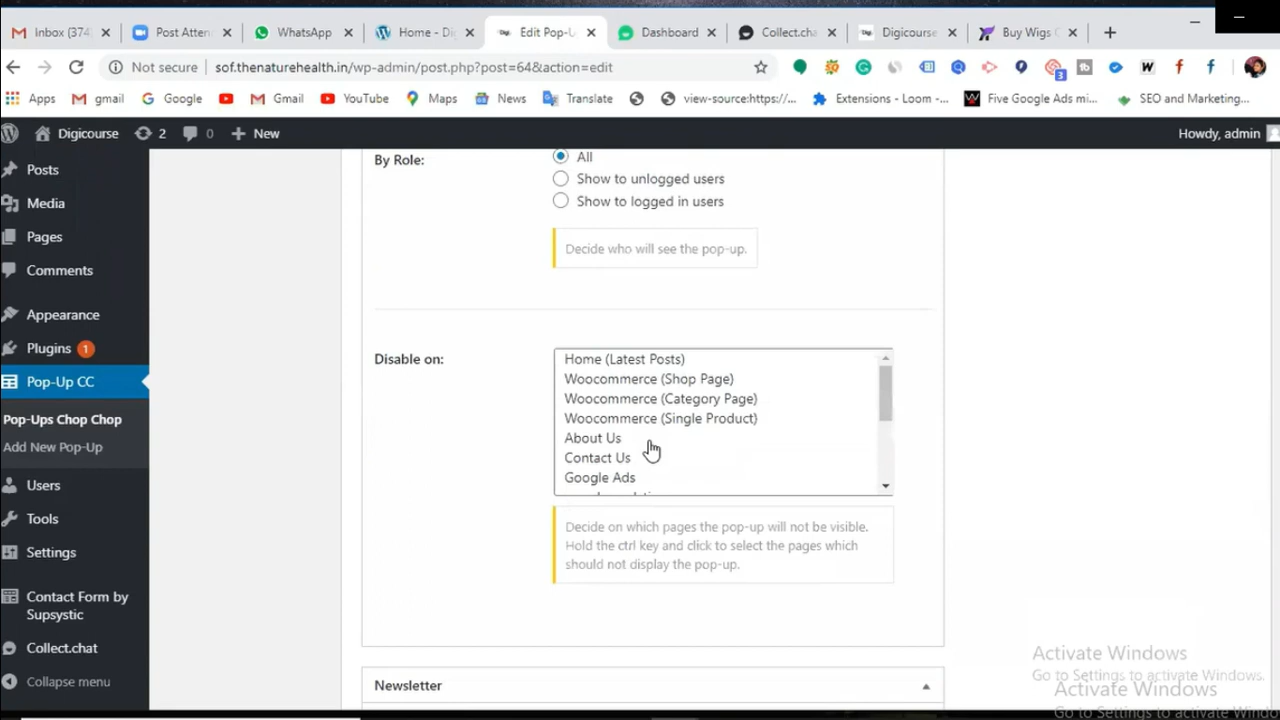 Inbox (374
Post Atten
WhatsApp
Home - Di
Edit Pop-U
Dashboard
Collect.cha
Digicourse
Buy Wigs
Not secure
sof.thenaturehealth.in/wp-admin/post.php?post=64&action=edit
3
Apps
gmail
Google
Gmail
YouTube
Maps
News
Translate
view-source:https://...
Extensions - Loom -...
Five Google Ads mi...
SEO and Marketing...
Digicourse
2
0
New
Howdy, admin
Posts
Media
Pages
Comments
Appearance
Plugins 1
Pop-Up CC
Pop-Ups Chop Chop
Add New Pop-Up
Users
Tools
Settings
Contact Form by
Supsystic
Collect.chat
Collapse menu
By Role:
All
Show to unlogged users
Show to logged in users
Decide who will see the pop-up.
Disable on:
Home (Latest Posts)
Woocommerce (Shop Page)
Woocommerce (Category Page)
Woocommerce (Single Product)
About Us
Contact Us
Google Ads
Decide on which pages the pop-up will not be visible.
Hold the ctrl key and click to select the pages which
should not display the pop-up.
Newsletter
Activate Windows
Go to Settings to activate Windows.
Activate Windows
Go to Settings to activate Windo